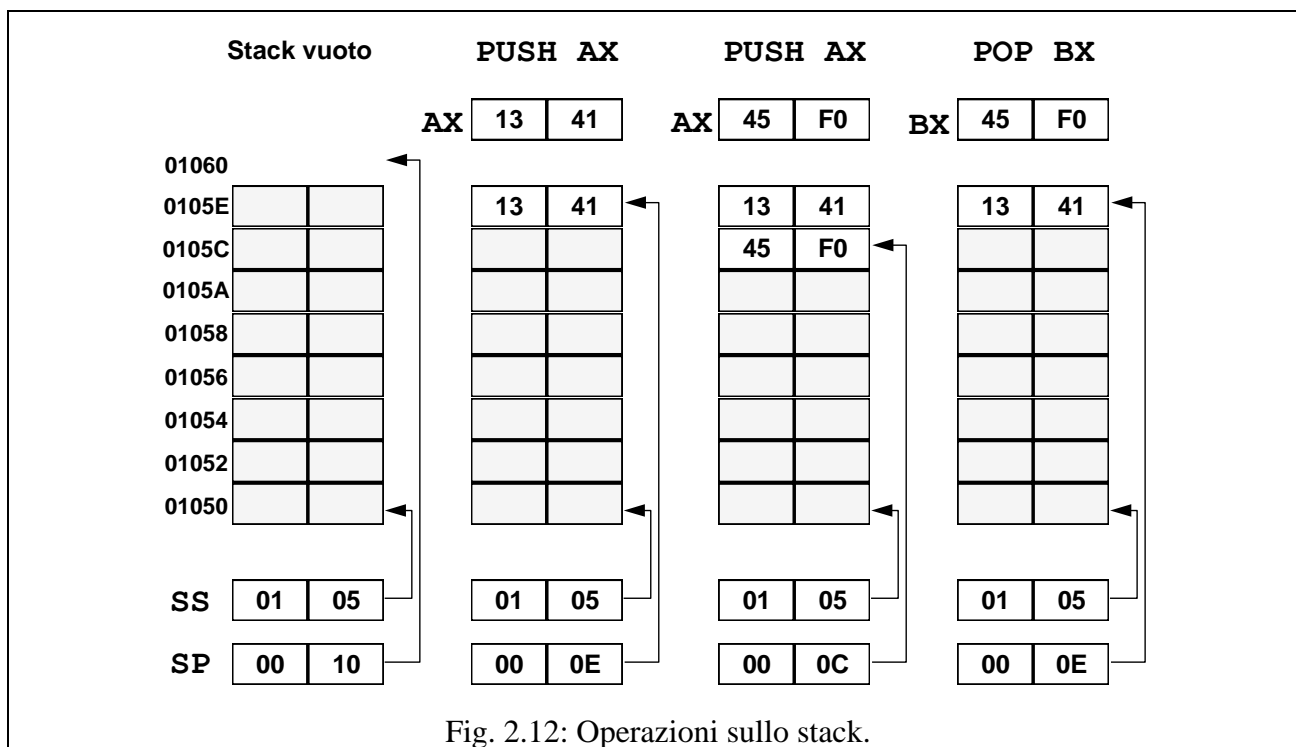 Stack vuoto PUSH AX PUSH AX POP BX
AX 13 41 AX 45 F0 BX 45 F0
01060
0105E 13 41 13 41 13 41
0105C 45 F0
0105A
01058
01056
01054
01052
01050
SS 01 05 01 05 01 05 01 05
SP 00 10 00 0E 00 0C 00 0E
Fig. 2.12: Operazioni sullo stack.